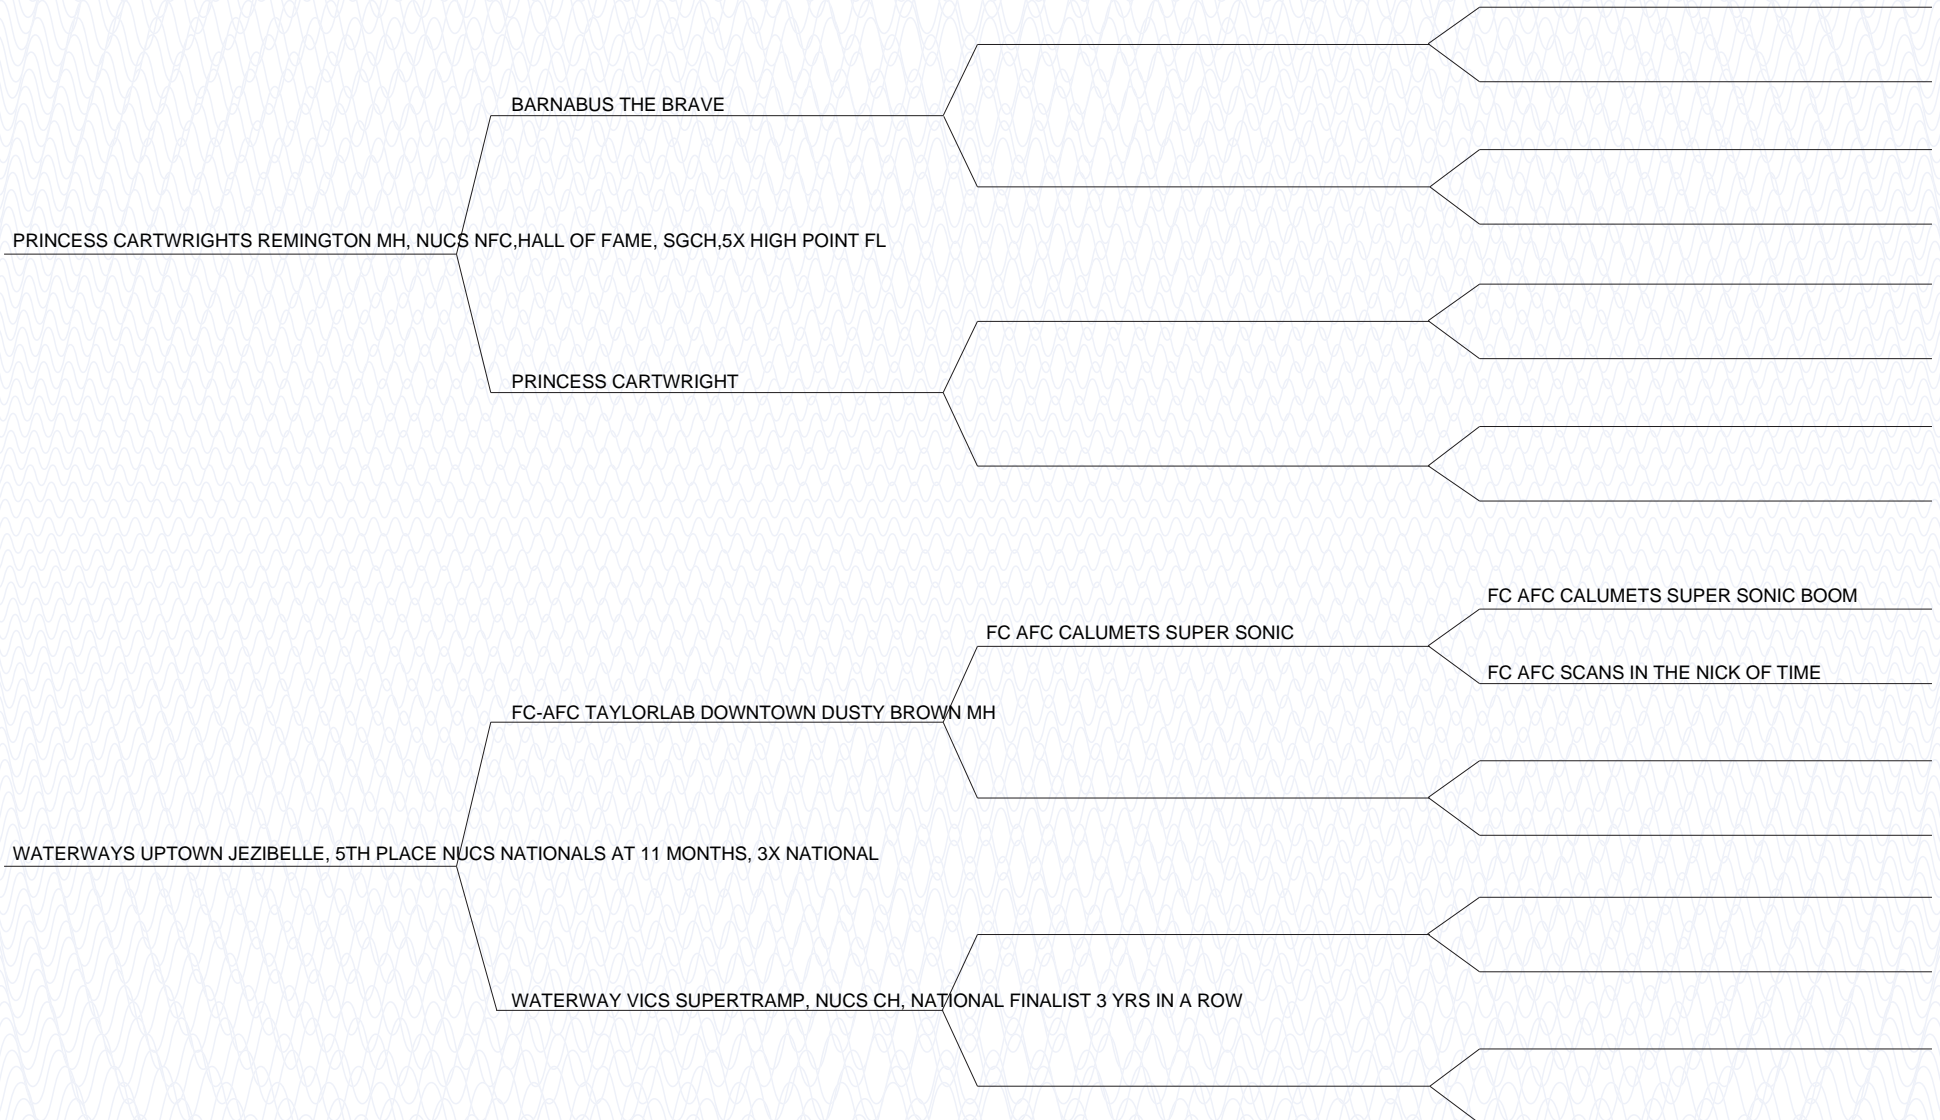 BARNABUS THE BRAVE
PRINCESS CARTWRIGHTS REMINGTON MH, NUCS NFC,HALL OF FAME, SGCH,5X HIGH POINT FL
PRINCESS CARTWRIGHT
FC AFC CALUMETS SUPER SONIC BOOM
FC AFC CALUMETS SUPER SONIC
FC AFC SCANS IN THE NICK OF TIME
FC-AFC TAYLORLAB DOWNTOWN DUSTY BROWN MH
WATERWAYS UPTOWN JEZIBELLE, 5TH PLACE NUCS NATIONALS AT 11 MONTHS, 3X NATIONAL
WATERWAY VICS SUPERTRAMP, NUCS CH, NATIONAL FINALIST 3 YRS IN A ROW